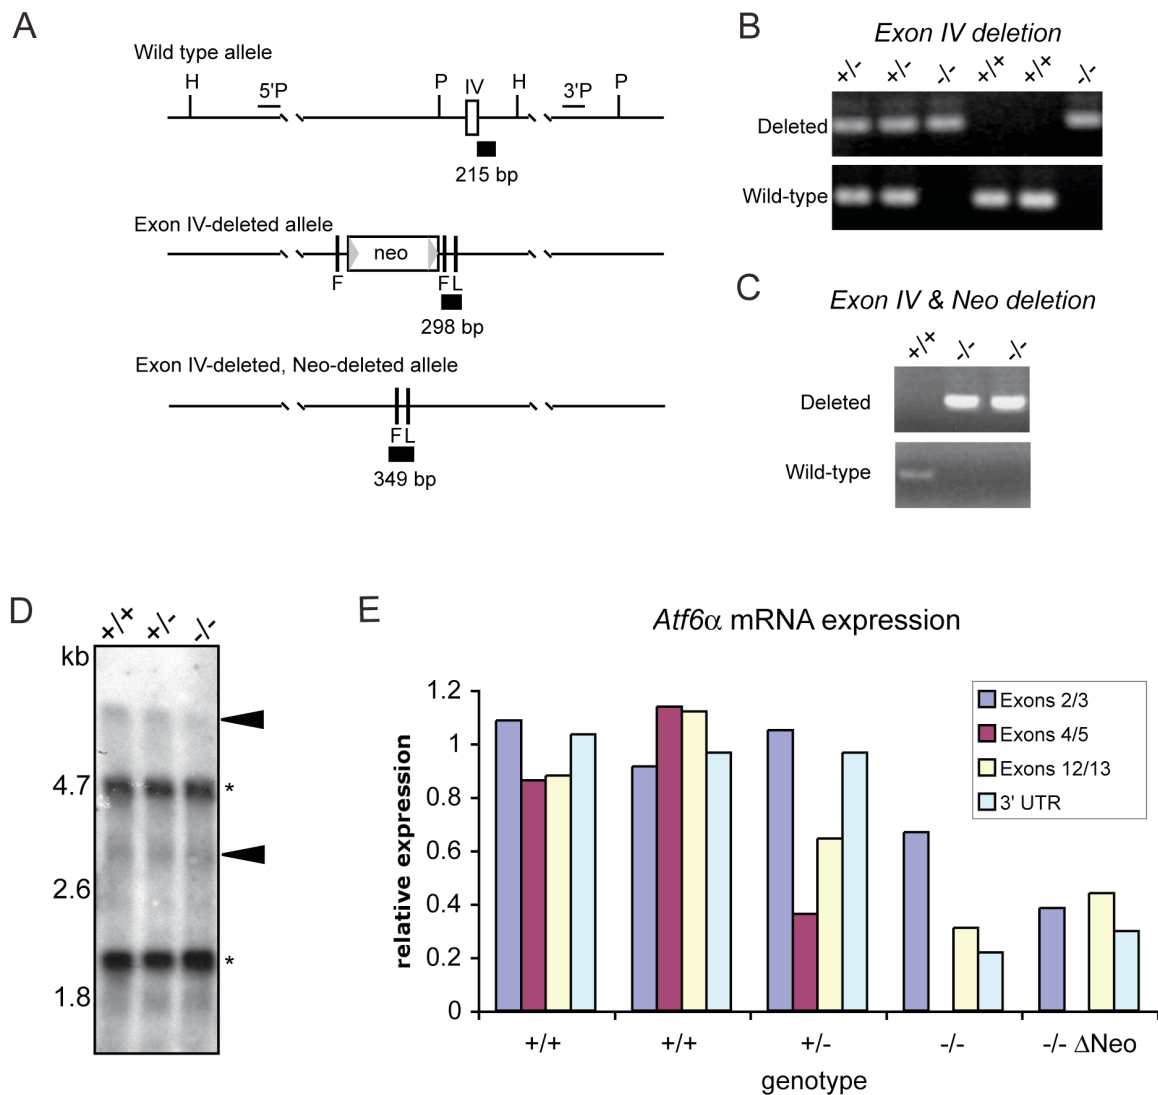 A
Wild type allele
H 5'P P IV H 3'P P
215 bp
Exon IV-deleted allele
neo
F F L
298 bp
Exon IV-deleted, Neo-deleted allele
F L
349 bp
B
Exon IV deletion
+/- +/- -/- +/+ +/+ -/-
Deleted
Wild-type
C
Exon IV & Neo deletion
+/+ -/- -/-
Deleted
Wild-type
D
+/+ +/- -/-
kb
4.7 *
2.6
*
1.8
E
Atf6α mRNA expression
relative expression
1.2
1
0.8
0.6
0.4
0.2
0
Exons 2/3
Exons 4/5
Exons 12/13
3' UTR
+/+ +/+ +/- -/- -/- ΔNeo
genotype